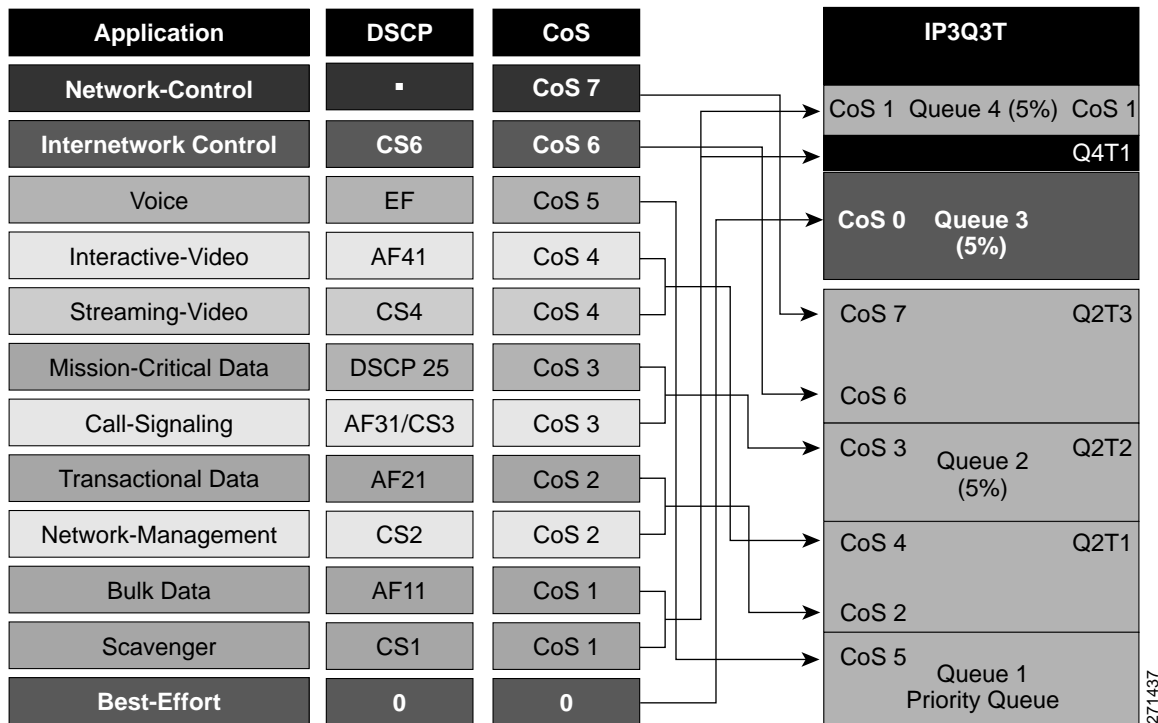 Application DSCP CoS
Network-Control - CoS 7
Internetwork Control CS6 CoS 6
Voice EF CoS 5
Interactive-Video AF41 CoS 4
Streaming-Video CS4 CoS 4
Mission-Critical Data DSCP 25 CoS 3
Call-Signaling AF31/CS3 CoS 3
Transactional Data AF21 CoS 2
Network-Management CS2 CoS 2
Bulk Data AF11 CoS 1
Scavenger CS1 CoS 1
Best-Effort 0 0
IP3Q3T
CoS 1 Queue 4 (5%) CoS 1
Q4T1
CoS 0 Queue 3
(5%)
CoS 7 Q2T3
CoS 6
CoS 3 Queue 2 Q2T2
(5%)
CoS 4 Q2T1
CoS 2
CoS 5 Queue 1
Priority Queue
271437